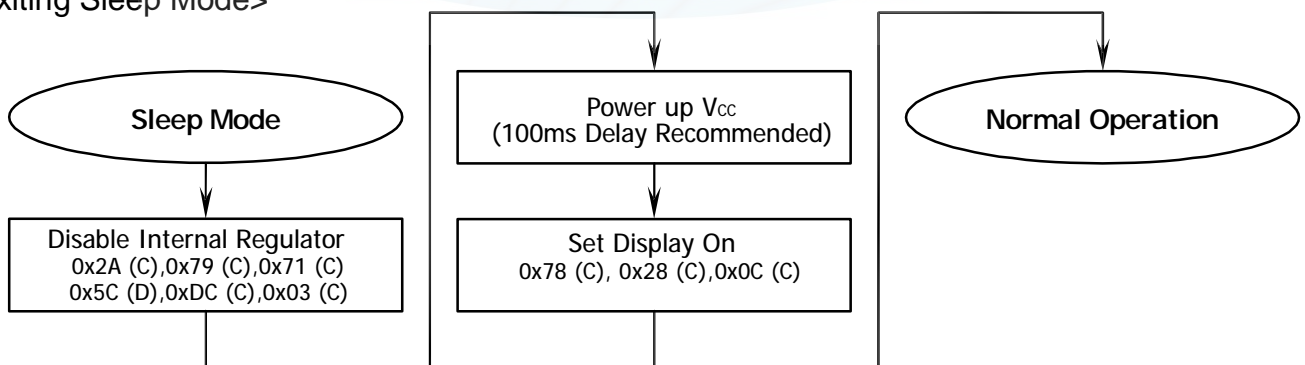 xiting Sleep Mode>
Sleep Mode
Disable Internal Regulator
0x2A (C),0x79 (C),0x71 (C)
0x5C (D),0xDC (C),0x03 (C)
Power up Vcc
(100ms Delay Recommended)
Set Display On
0x78 (C), 0x28 (C),0x0C (C)
Normal Operation